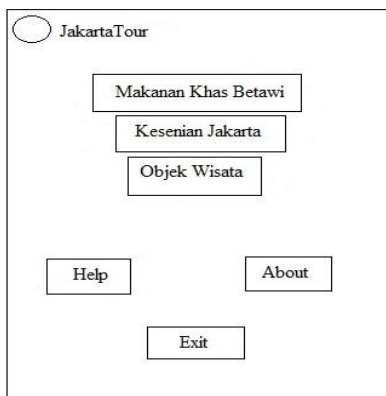 JakartaTour
Makanan Khas Betawi
Kesenian Jakarta
Objek Wisata
Help
About
Exit